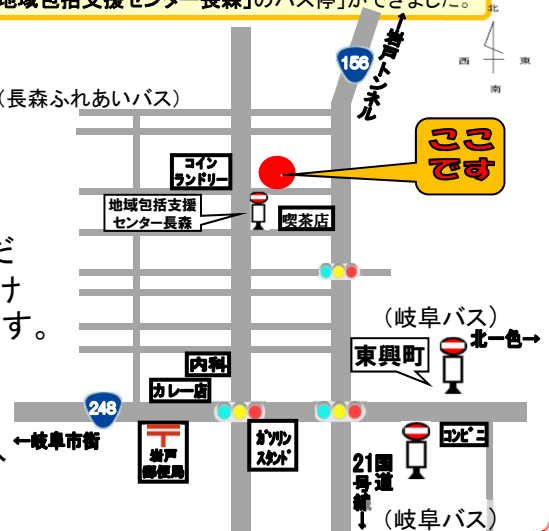 地域包括支援センター長森」のバス停」ができました。
北
西 東
南
156
←岩戸トンネル
(長森ふれあいバス)
ここ
です
コイン
ランドリー
地域包括支援
センター長森
喫茶店
だ
け
す。
(岐阜バス)
北一色→
東興町
内科
カレー店
248
←岐阜市街
岩戸
郵便局
ガソリン
スタンド
コンビニ
国道
21号線↓
(岐阜バス)